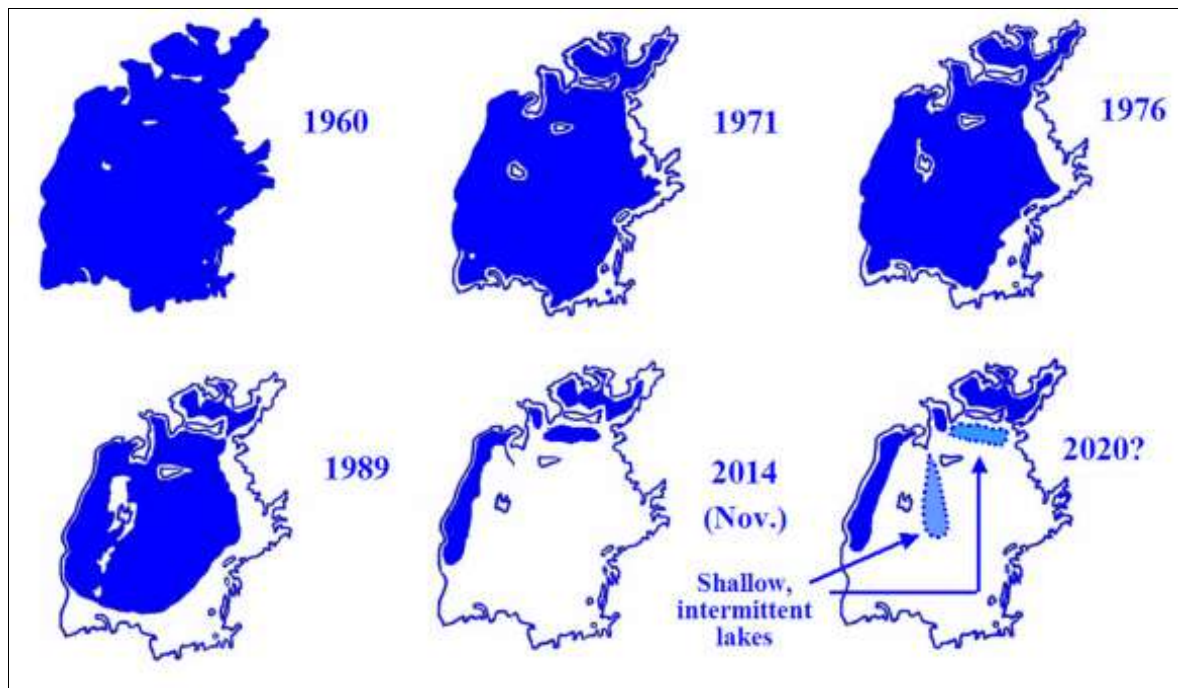 1960
1971
1976
1989
2014
(Nov.)
2020?
Shallow,
intermittent
lakes